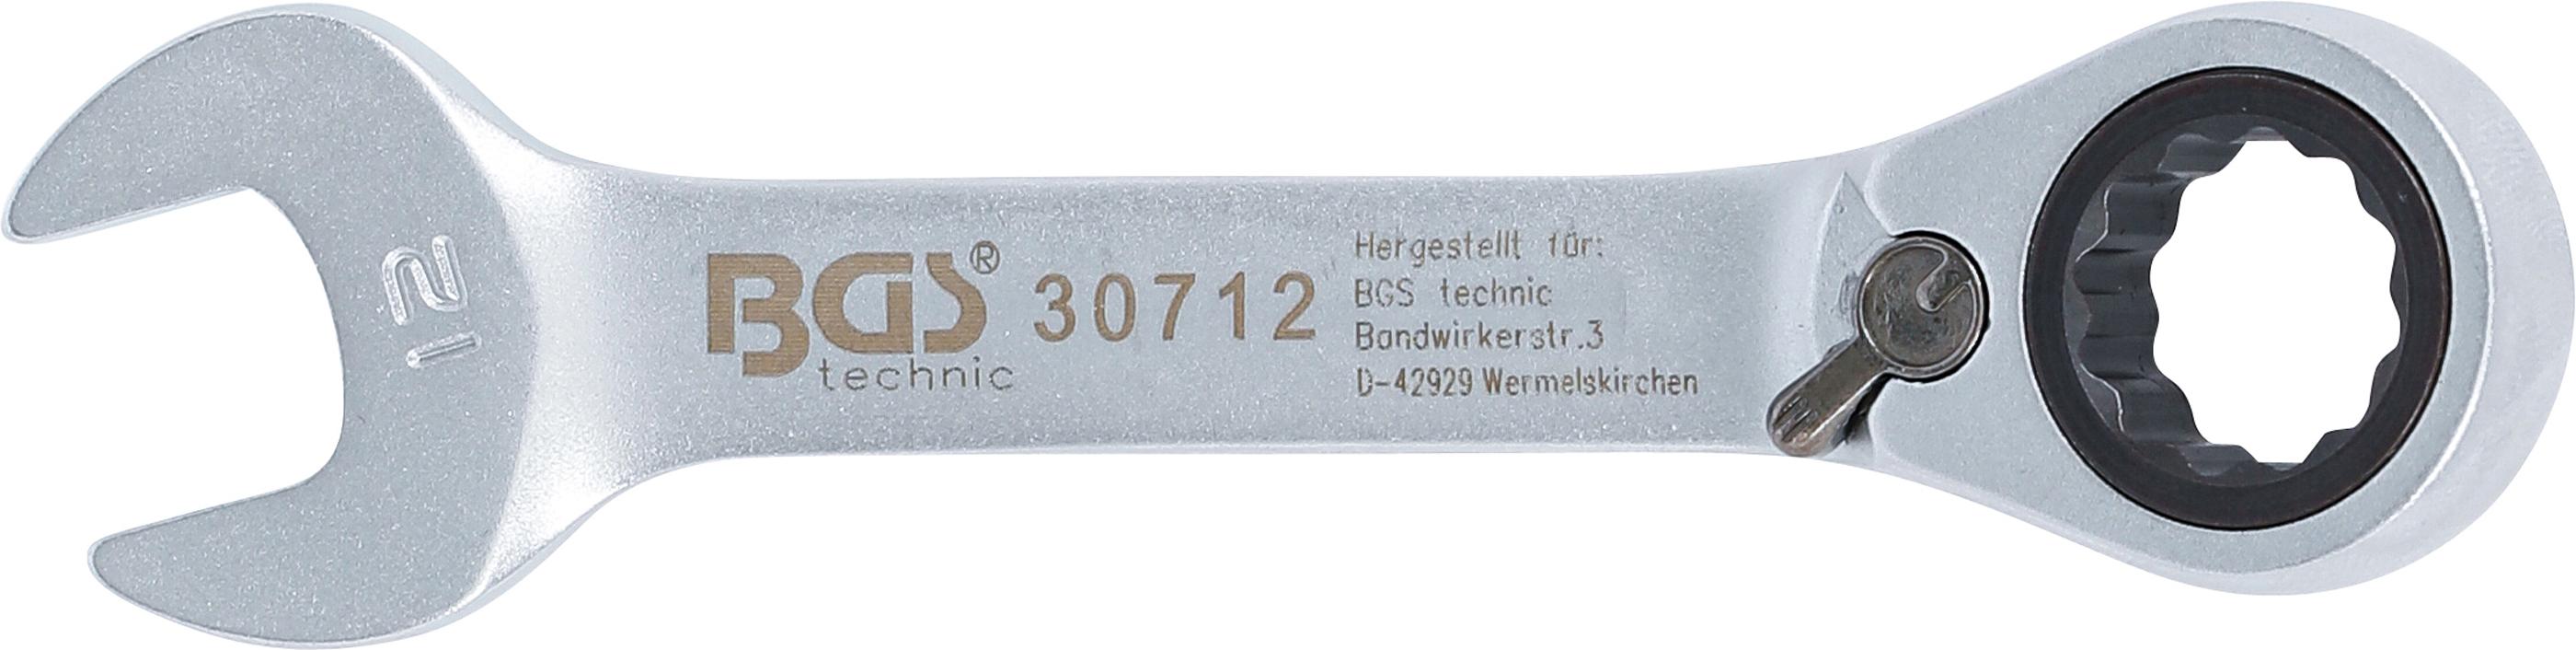 12
BGS®
technic
30712
Hergestellt für:
BGS technic
Bandwirkerstr.3
D-42929 Wermelskirchen